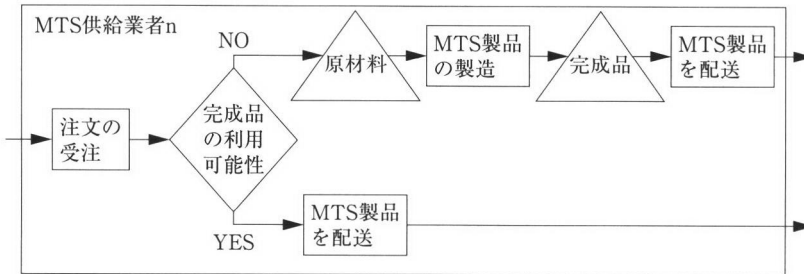 MTS供給業者n
NO
原材料
MTS製品
の製造
完成品
MTS製品
を配送
注文の
受注
完成品
の利用
可能性
YES
MTS製品
を配送